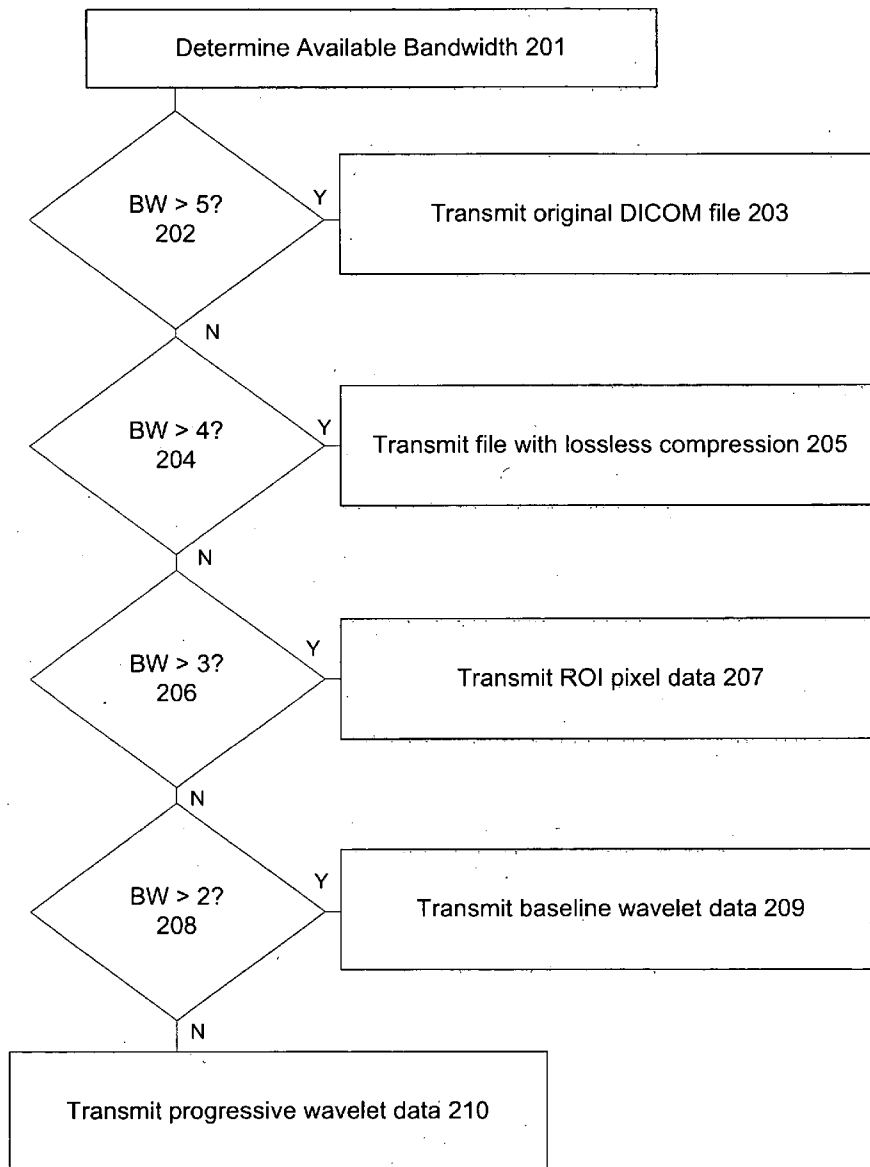 Determine Available Bandwidth 201
BW > 5?
202
Y
Transmit original DICOM file 203
N
BW > 4?
204
Y
Transmit file with lossless compression 205
N
BW > 3?
206
Y
Transmit ROI pixel data 207
N
BW > 2?
208
Y
Transmit baseline wavelet data 209
N
Transmit progressive wavelet data 210